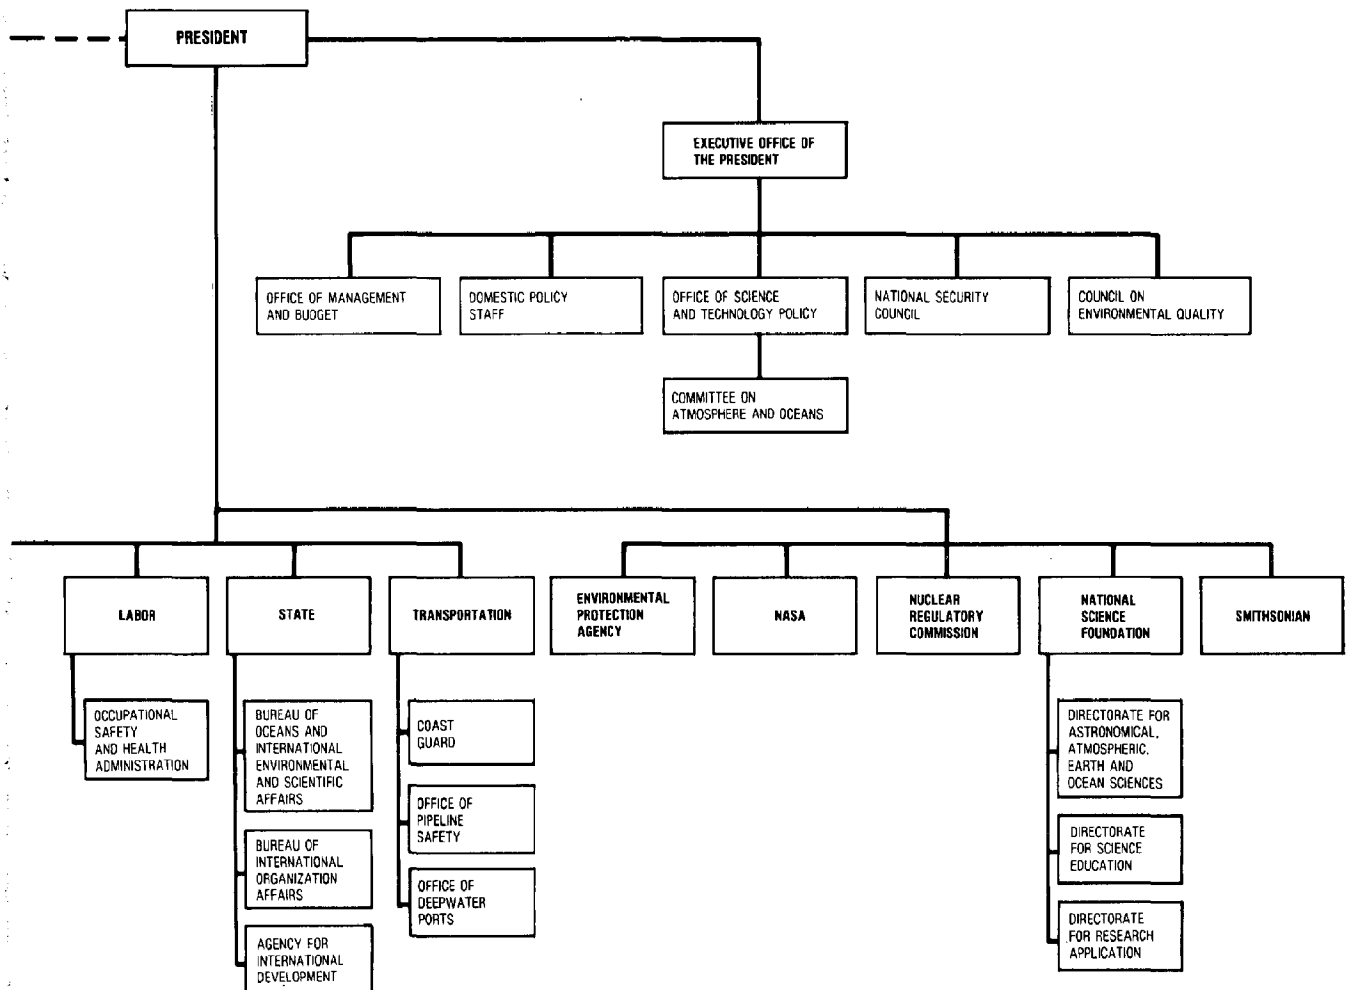 PRESIDENT
EXECUTIVE OFFICE OF
THE PRESIDENT
OFFICE OF MANAGEMENT
AND BUDGET
DOMESTIC POLICY
STAFF
OFFICE OF SCIENCE
AND TECHNOLOGY POLICY
NATIONAL SECURITY
COUNCIL
COUNCIL ON
ENVIRONMENTAL QUALITY
COMMITTEE ON
ATMOSPHERE AND OCEANS
LABOR
STATE
TRANSPORTATION
ENVIRONMENTAL
PROTECTION
AGENCY
NASA
NUCLEAR
REGULATORY
COMMISSION
NATIONAL
SCIENCE
FOUNDATION
SMITHSONIAN
OCCUPATIONAL
SAFETY
AND HEALTH
ADMINISTRATION
BUREAU OF
OCEANS AND
INTERNATIONAL
ENVIRONMENTAL
AND SCIENTIFIC
AFFAIRS
BUREAU OF
INTERNATIONAL
ORGANIZATION
AFFAIRS
AGENCY FOR
INTERNATIONAL
DEVELOPMENT
COAST
GUARD
OFFICE OF
PIPELINE
SAFETY
OFFICE OF
DEEPWATER
PORTS
DIRECTORATE FOR
ASTRONOMICAL,
ATMOSPHERIC,
EARTH AND
OCEAN SCIENCES
DIRECTORATE
FOR SCIENCE
EDUCATION
DIRECTORATE
FOR RESEARCH
APPLICATION